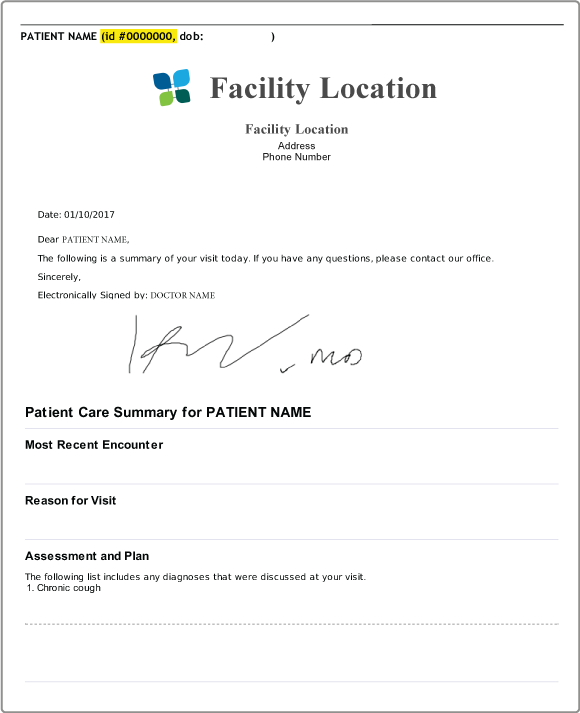 PATIENT NAME (id #0000000, dob: )
Facility Location
Facility Location
Address
Phone Number
Date: 01/10/2017
Dear PATIENT NAME,
The following is a summary of your visit today. If you have any questions, please contact our office.
Sincerely,
Electronically Signed by: DOCTOR NAME
Patient Care Summary for PATIENT NAME
Most Recent Encounter
Reason for Visit
Assessment and Plan
The following list includes any diagnoses that were discussed at your visit.
1. Chronic cough